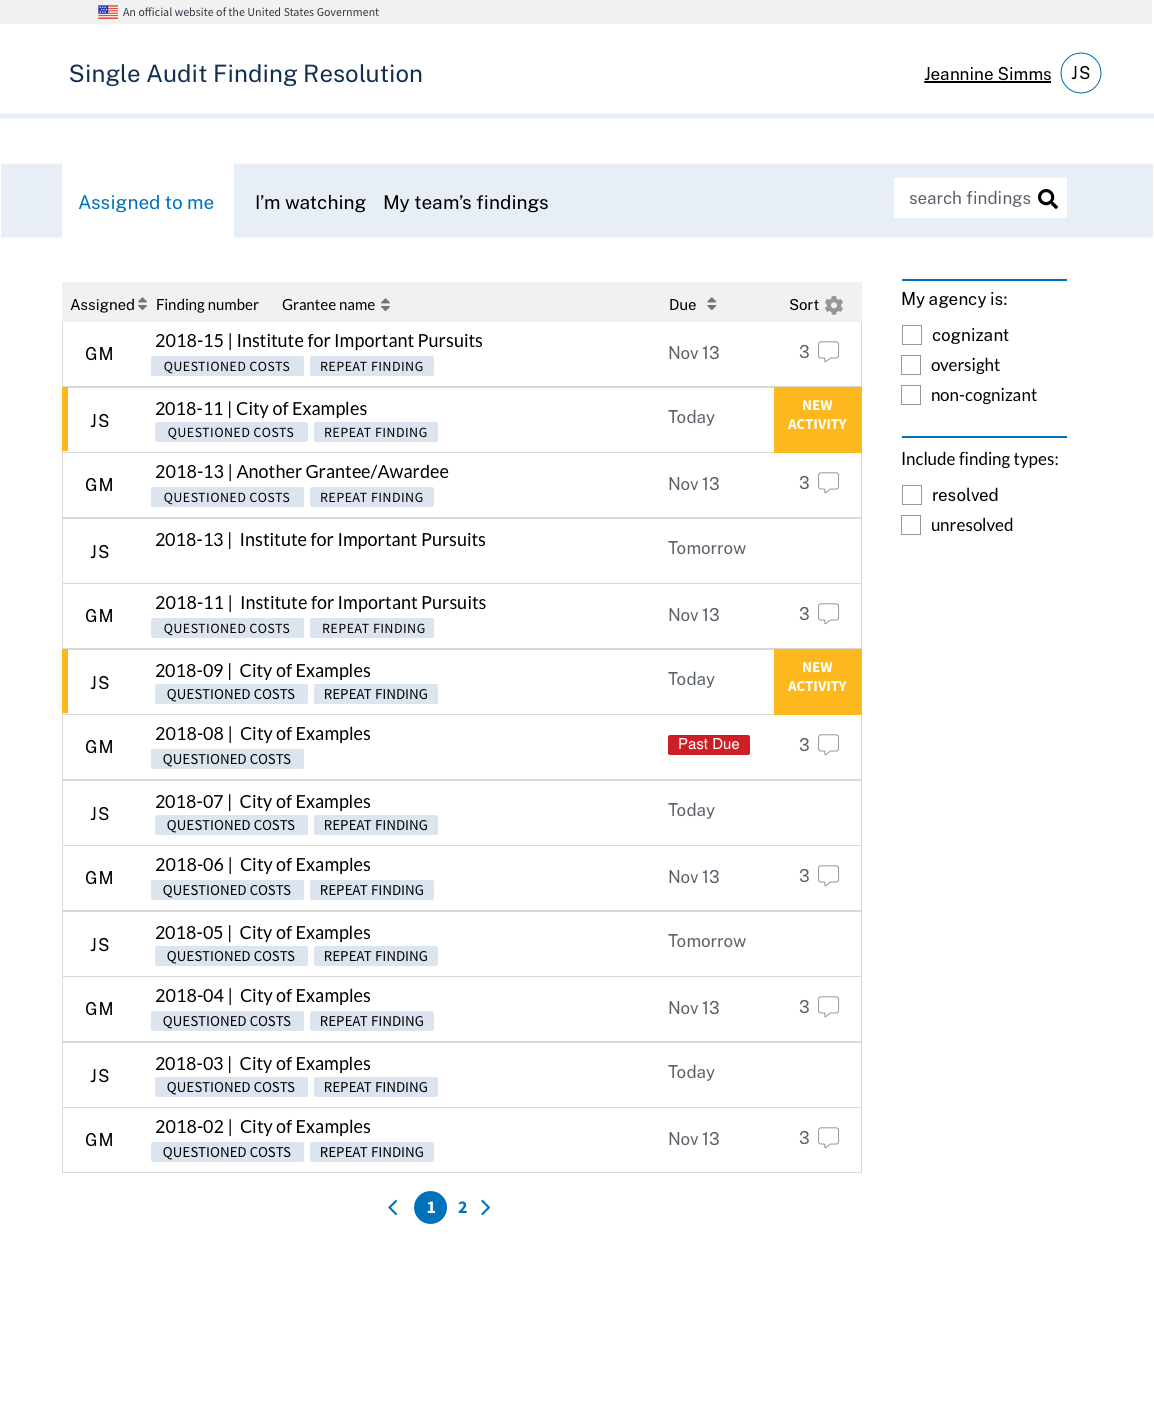 An official website of the United States Government
Single Audit Finding Resolution
Jeannine Simms JS
Assigned to me I'm watching My team's findings search findings
Assigned Finding number Grantee name Due Sort
GM 2018-15 | Institute for Important Pursuits Nov 13 3
QUESTIONED COSTS REPEAT FINDING
JS 2018-11 | City of Examples Today NEW ACTIVITY
QUESTIONED COSTS REPEAT FINDING
GM 2018-13 | Another Grantee/Awardee Nov 13 3
QUESTIONED COSTS REPEAT FINDING
JS 2018-13 | Institute for Important Pursuits Tomorrow
GM 2018-11 | Institute for Important Pursuits Nov 13 3
QUESTIONED COSTS REPEAT FINDING
JS 2018-09 | City of Examples Today NEW ACTIVITY
QUESTIONED COSTS REPEAT FINDING
GM 2018-08 | City of Examples Past Due 3
QUESTIONED COSTS
JS 2018-07 | City of Examples Today
QUESTIONED COSTS REPEAT FINDING
GM 2018-06 | City of Examples Nov 13 3
QUESTIONED COSTS REPEAT FINDING
JS 2018-05 | City of Examples Tomorrow
QUESTIONED COSTS REPEAT FINDING
GM 2018-04 | City of Examples Nov 13 3
QUESTIONED COSTS REPEAT FINDING
JS 2018-03 | City of Examples Today
QUESTIONED COSTS REPEAT FINDING
GM 2018-02 | City of Examples Nov 13 3
QUESTIONED COSTS REPEAT FINDING
1 2
My agency is:
cognizant
oversight
non-cognizant
Include finding types:
resolved
unresolved